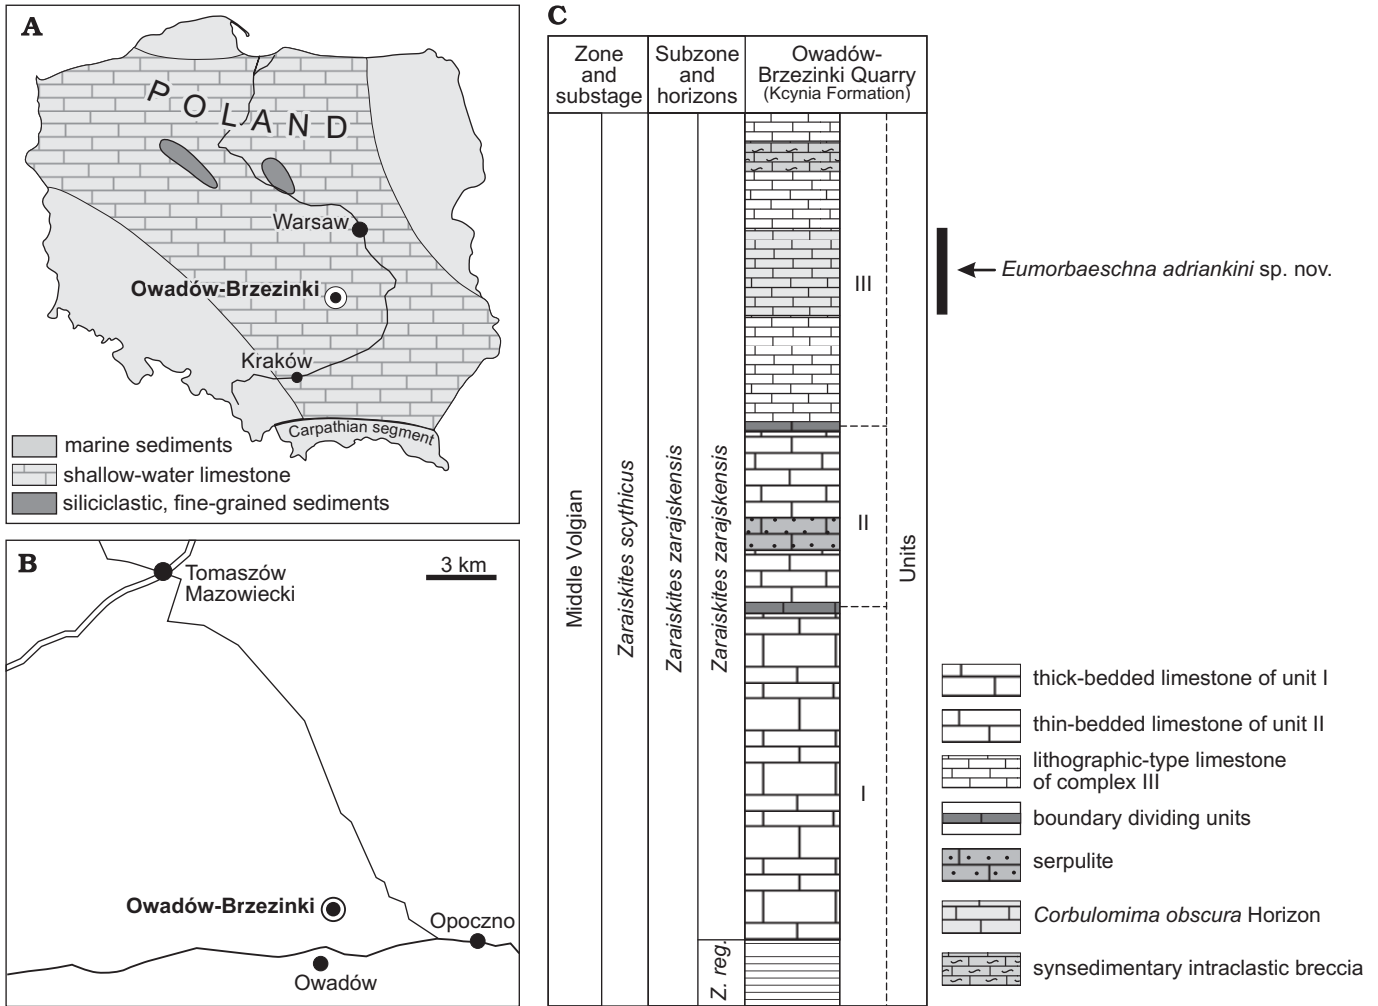 A
POLAND
Warsaw
Owadów-Brzezinki
Kraków
Carpathian segment
marine sediments
shallow-water limestone
siliciclastic, fine-grained sediments
B
3 km
Tomaszów
Mazowiecki
Owadów-Brzezinki
Opoczno
Owadów
C
Zone
and
substage
Subzone
and
horizons
Owadów-
Brzezinki Quarry
(Kcynia Formation)
Middle Volgian
Zaraiskites scythicus
Zaraiskites zarajskensis
Zaraiskites zarajskensis
Z. reg.
III
II
I
Units
Eumorbaeschna adriankini sp. nov.
thick-bedded limestone of unit I
thin-bedded limestone of unit II
lithographic-type limestone
of complex III
boundary dividing units
serpulite
Corbulomima obscura Horizon
synsedimentary intraclastic breccia